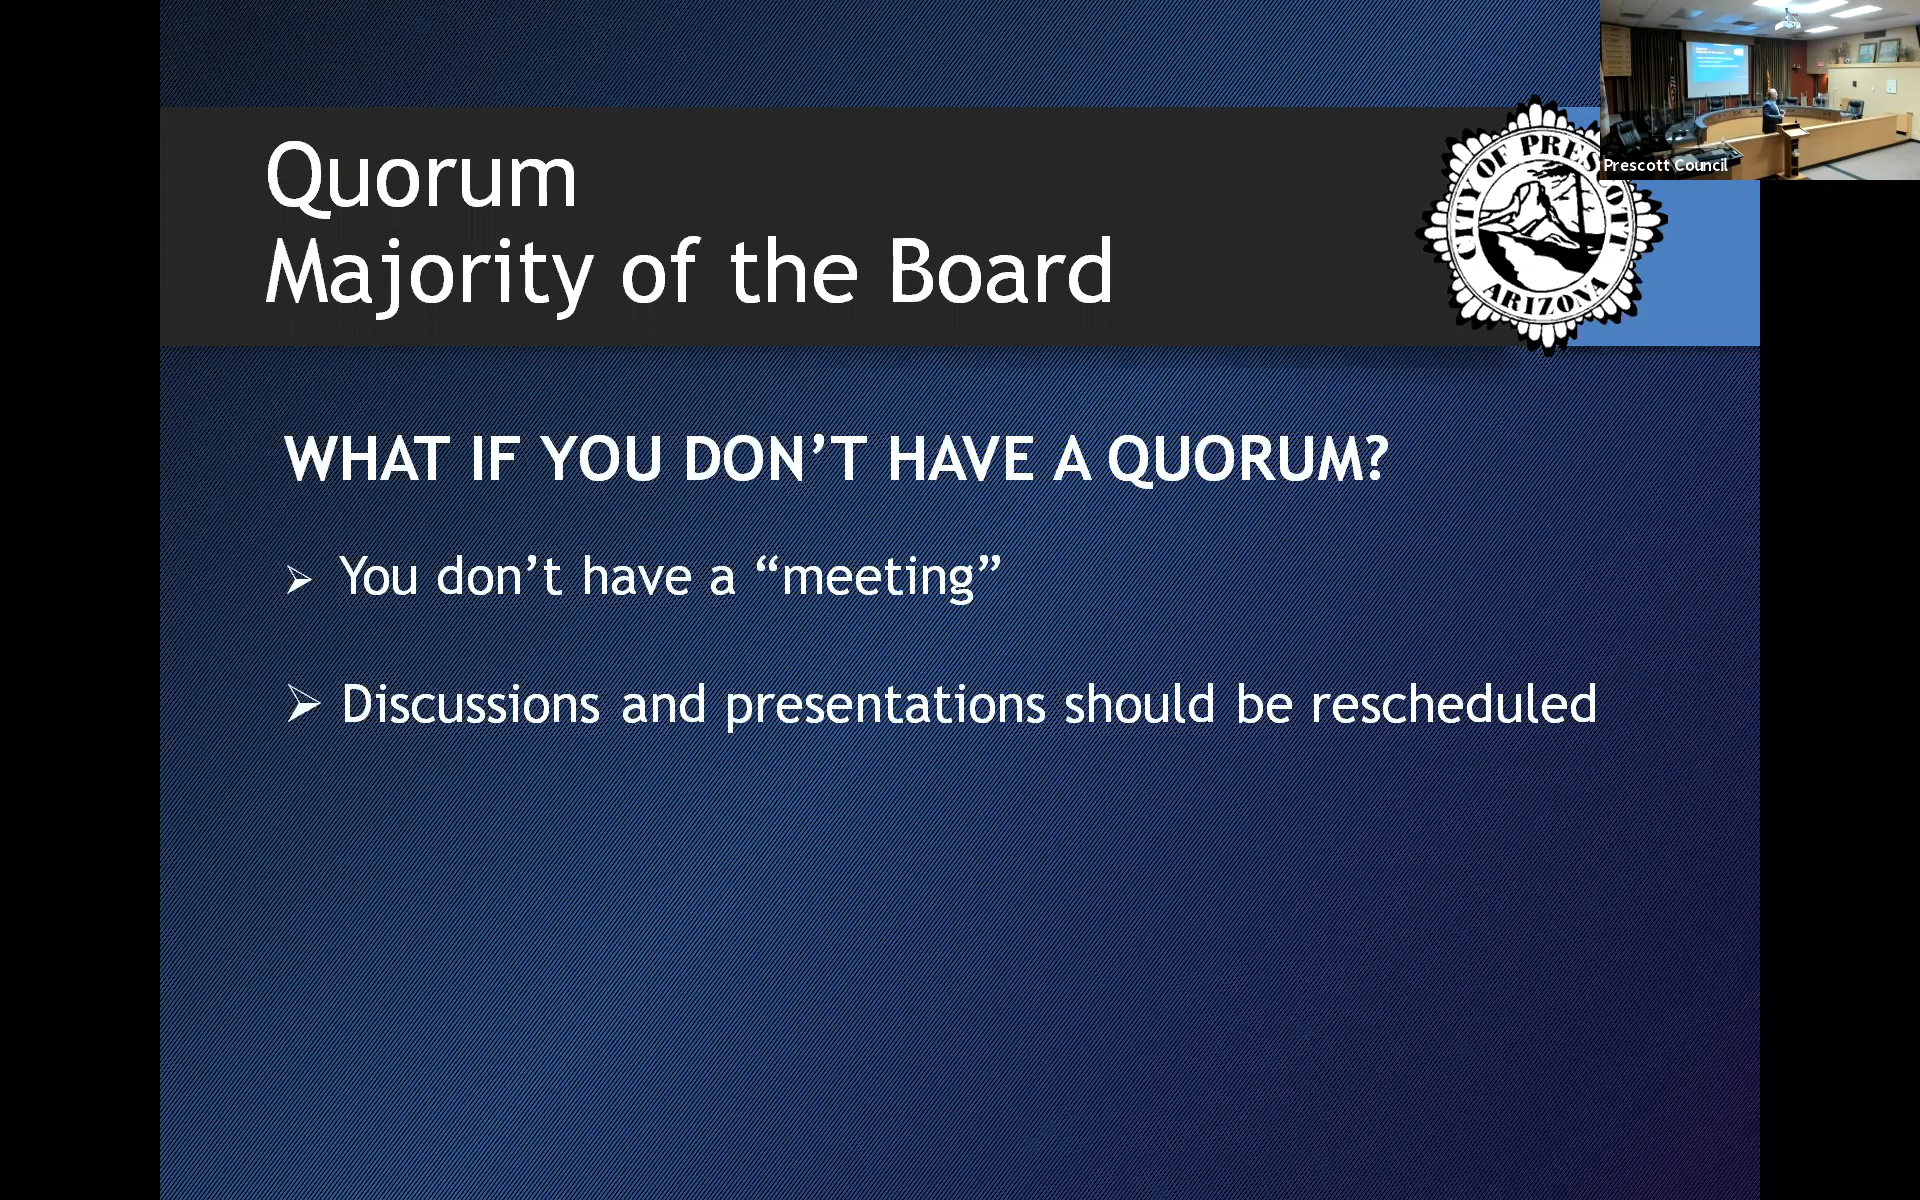 Quorum
Majority of the Board
CITY OF PRESCOTT
ARIZONA
Prescott Council
WHAT IF YOU DON’T HAVE A QUORUM?
➢ You don’t have a “meeting”
➢ Discussions and presentations should be rescheduled